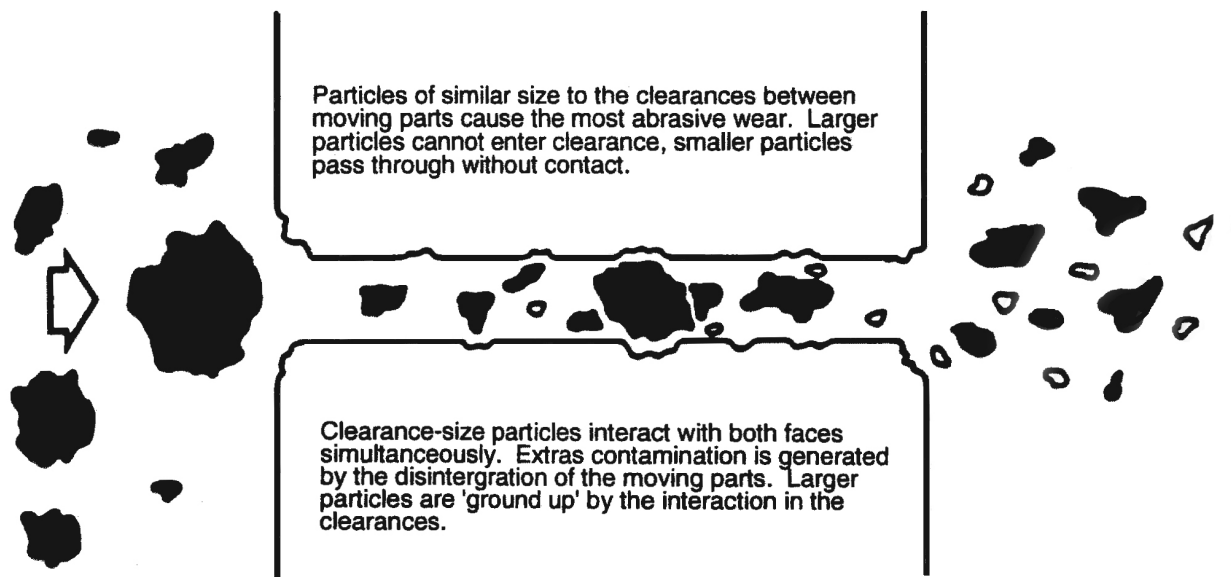 Particles of similar size to the clearances between
moving parts cause the most abrasive wear. Larger
particles cannot enter clearance, smaller particles
pass through without contact.
Clearance-size particles interact with both faces
simultanceously. Extras contamination is generated
by the disintergration of the moving parts. Larger
particles are 'ground up' by the interaction in the
clearances.